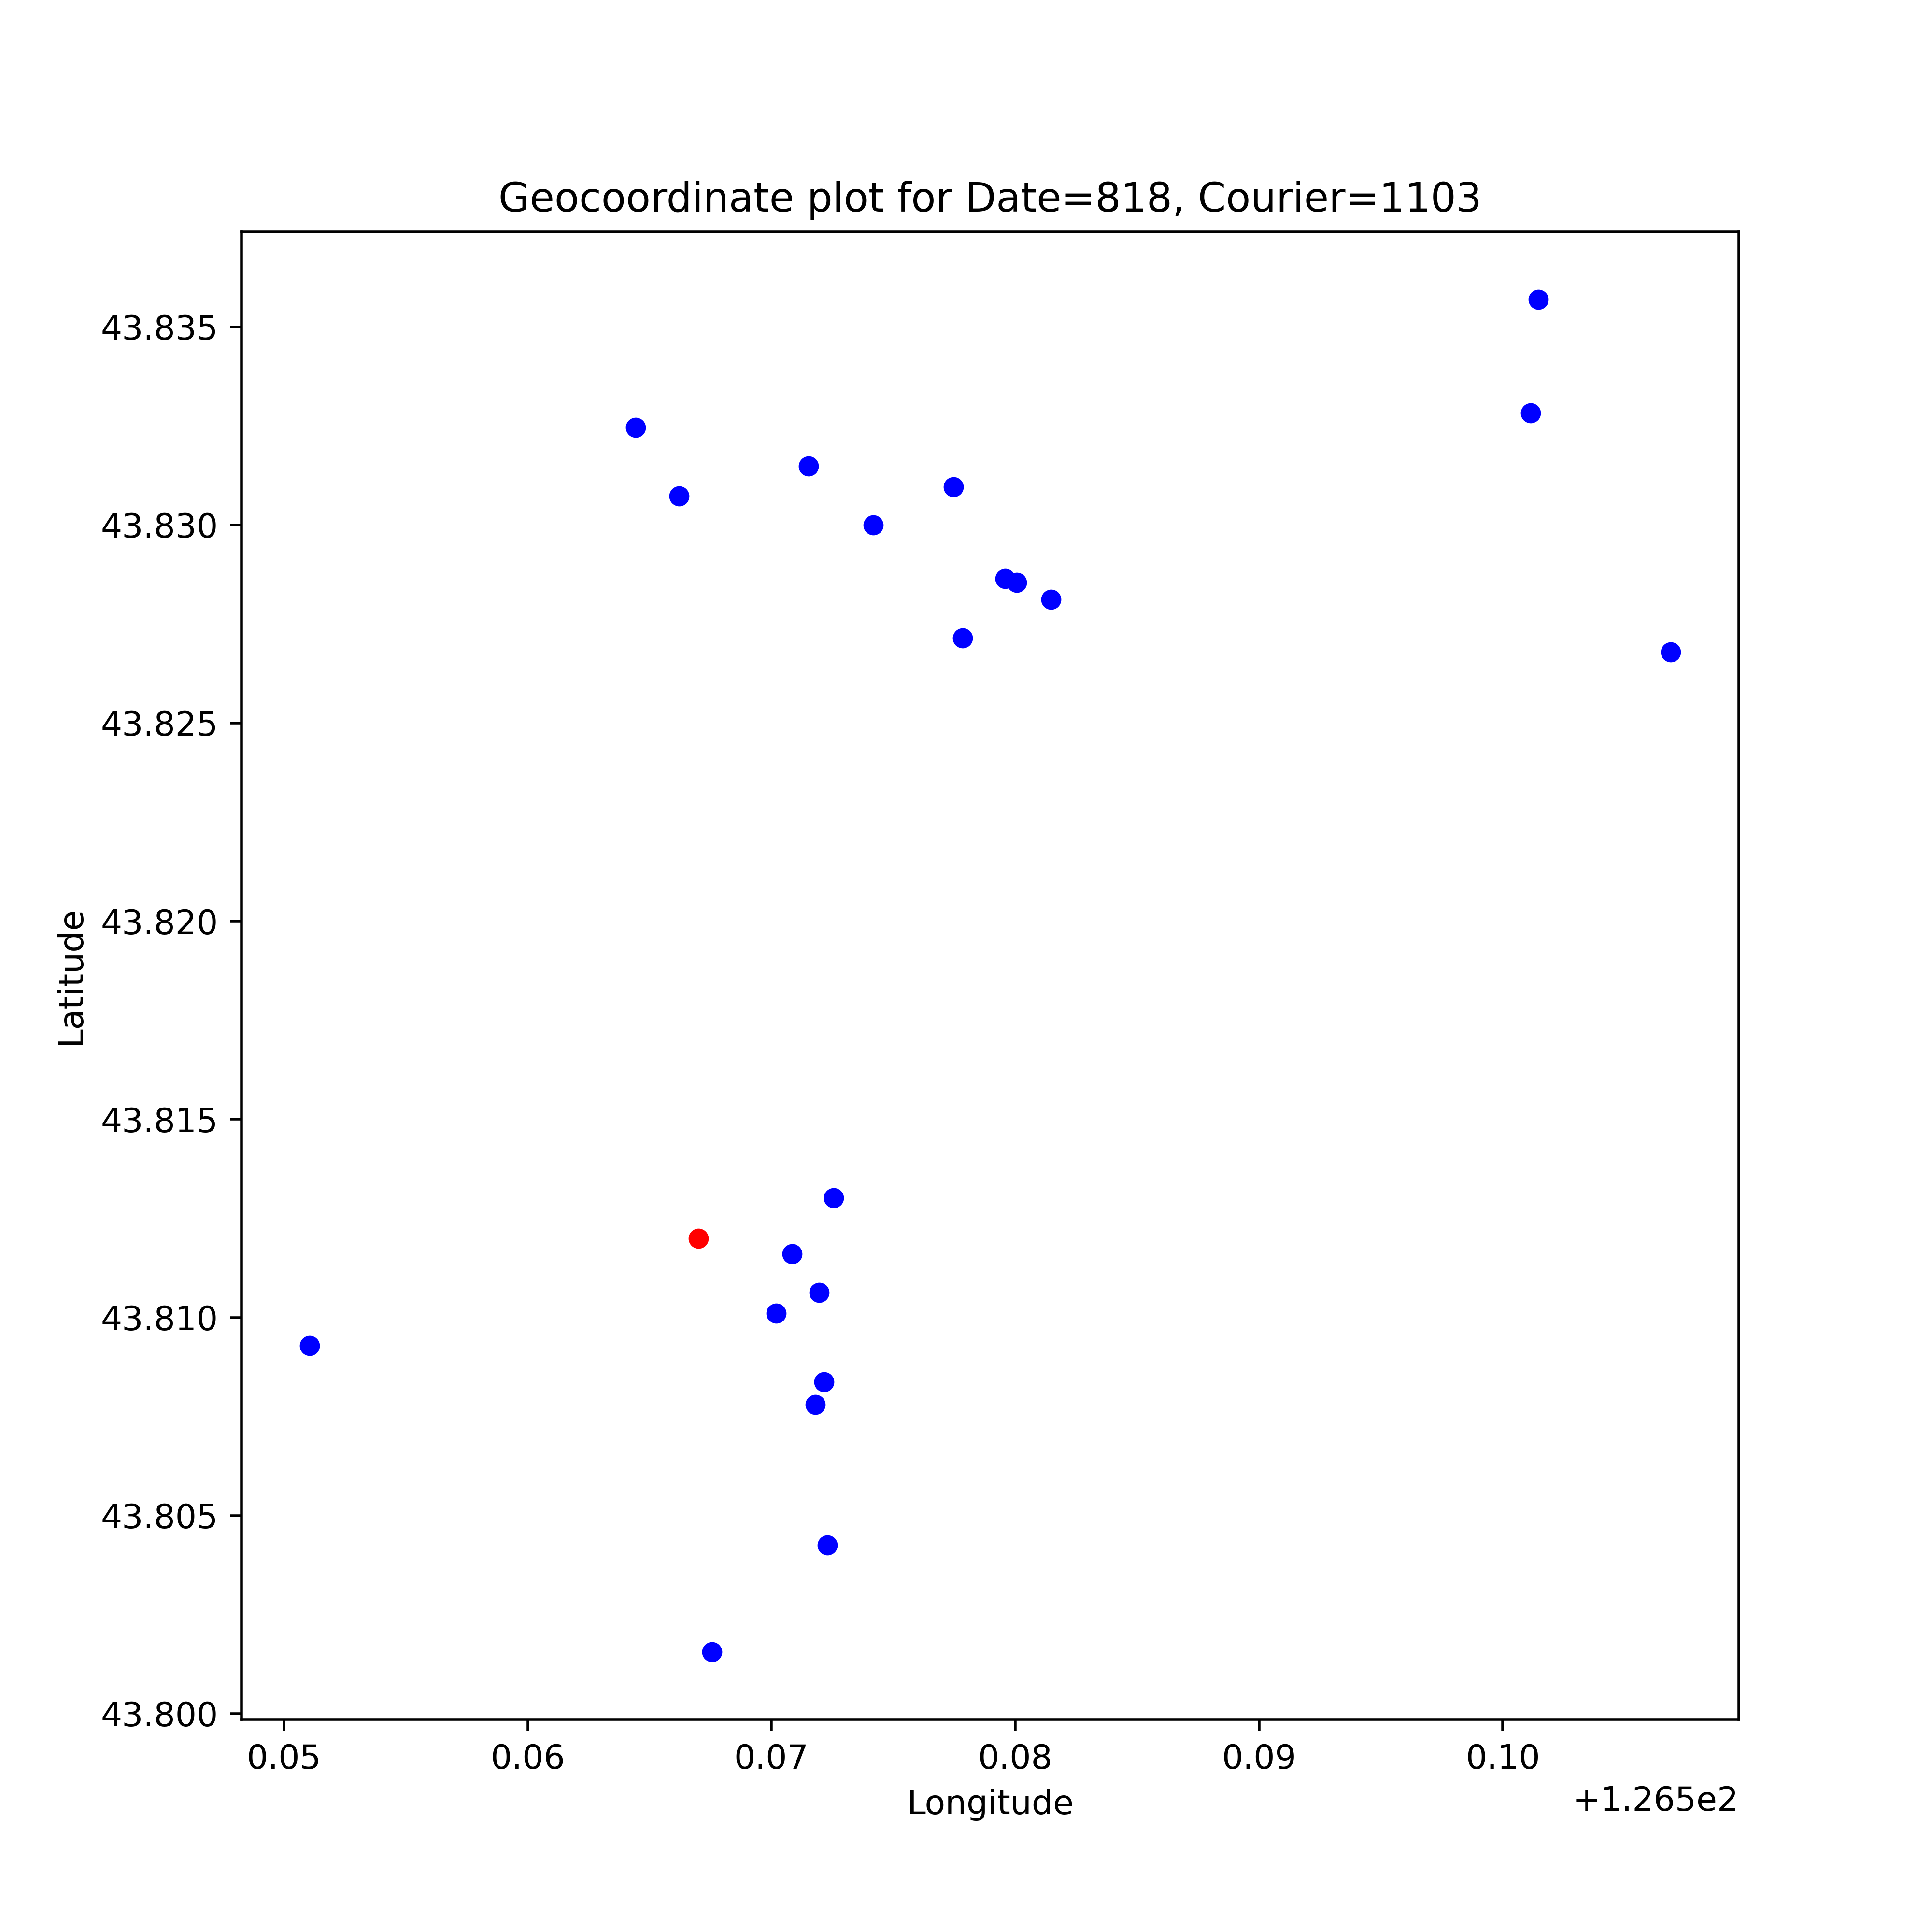 Geocoordinate plot for Date=818, Courier=1103
43.835
43.830
43.825
43.820
43.815
43.810
43.805
43.800
Latitude
0.05 0.06 0.07 0.08 0.09 0.10
+1.265e2
Longitude